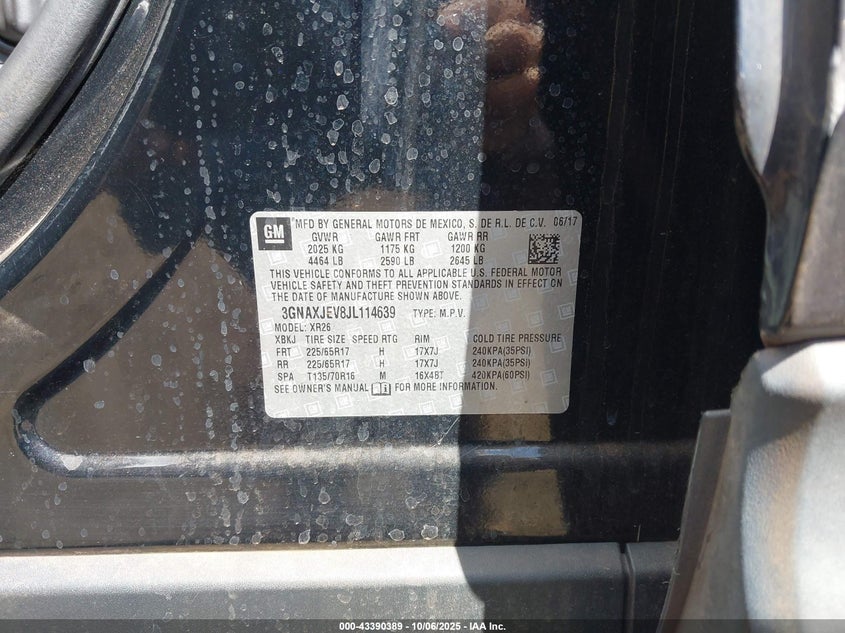 GM MFD BY GENERAL MOTORS DE MEXICO, S. DE R.L. DE C.V. 06/17
GVWR GAWR FRT GAWR RR
2025 KG 1175 KG 1200 KG
4464 LB 2590 LB 2645 LB
THIS VEHICLE CONFORMS TO ALL APPLICABLE U.S. FEDERAL MOTOR
VEHICLE SAFETY AND THEFT PREVENTION STANDARDS IN EFFECT ON
THE DATE OF MANUFACTURE SHOWN ABOVE.
3GNAXJEV8JL114639 TYPE: M.P.V.
MODEL: XR26
XBKJ TIRE SIZE SPEED RTG RIM COLD TIRE PRESSURE
FRT 225/65R17 H 17X7J 240KPA(35PSI)
RR 225/65R17 H 17X7J 240KPA(35PSI)
SPA T135/70R16 M 16X4BT 420KPA(60PSI)
SEE OWNER'S MANUAL FOR MORE INFORMATION.
000-43390389 - 10/06/2025 - IAA Inc.